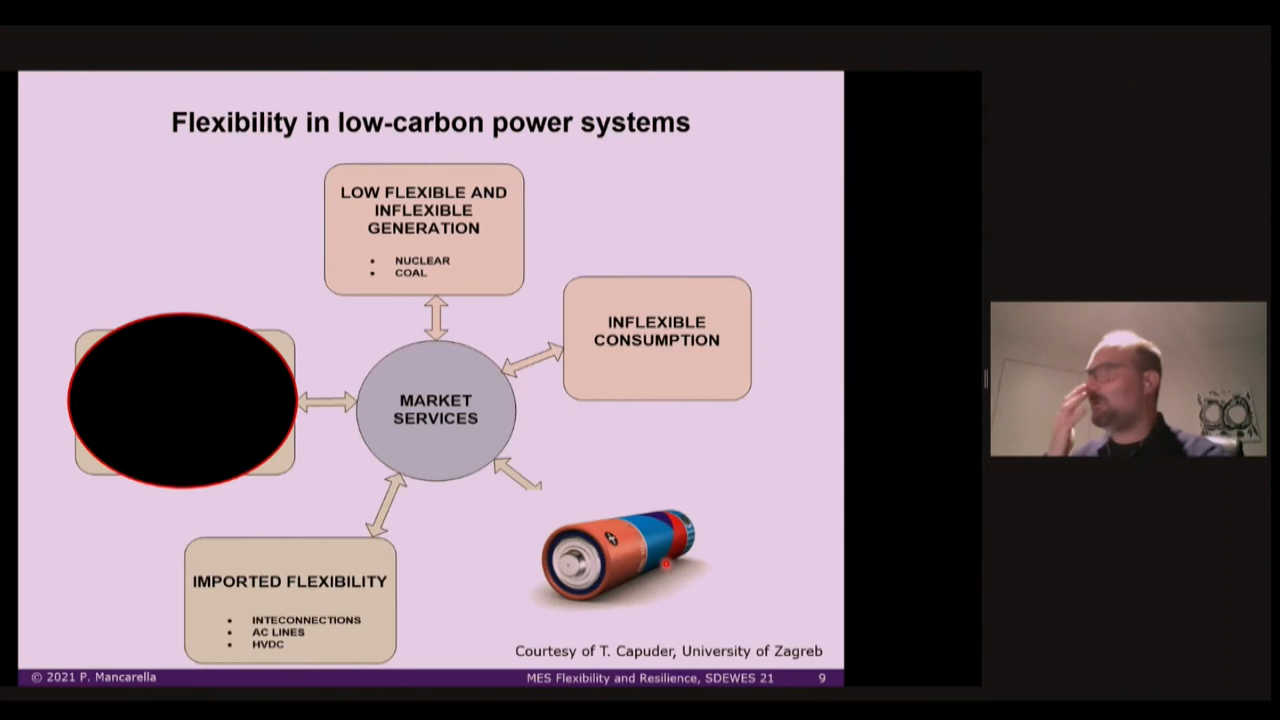 Flexibility in low-carbon power systems
LOW FLEXIBLE AND
INFLEXIBLE
GENERATION
▪ NUCLEAR
▪ COAL
INFLEXIBLE
CONSUMPTION
MARKET
SERVICES
IMPORTED FLEXIBILITY
▪ INTECONNECTIONS
▪ AC LINES
▪ HVDC
+
Courtesy of T. Capuder, University of Zagreb
© 2021 P. Mancarella
MES Flexibility and Resilience, SDEWES 21
9